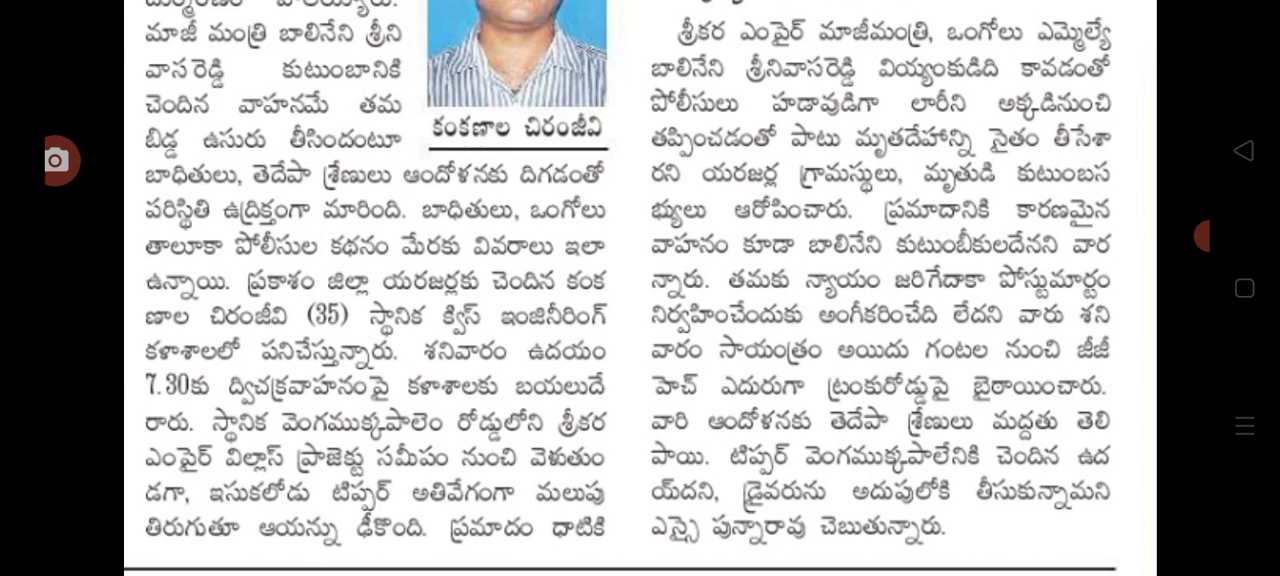 మాజీ మంత్రి బాలినేని శ్రీని
వాసరెడ్డి కుటుంబానికి
చెందిన వాహనమే తమ
బిడ్డ ఉసురు తీసిందంటూ
కంకణాల చిరంజీవి
బాధితులు, తెదేపా శ్రేణులు ఆందోళనకు దిగడంతో
పరిస్థితి ఉద్రిక్తంగా మారింది. బాధితులు, ఒంగోలు
తాలూకా పోలీసుల కథనం మేరకు వివరాలు ఇలా
ఉన్నాయి. ప్రకాశం జిల్లా యరజర్లకు చెందిన కంక
ణాల చిరంజీవి (35) స్థానిక క్విస్ ఇంజినీరింగ్
కళాశాలలో పనిచేస్తున్నారు. శనివారం ఉదయం
7.30కు ద్విచక్రవాహనంపై కళాశాలకు బయలుదే
రారు. స్థానిక వెంగముక్కపాలెం రోడ్డులోని శ్రీకర
ఎంపైర్ విల్లాస్ ప్రాజెక్టు సమీపం నుంచి వెళుతుం
డగా, ఇసుకలోడు టిప్పర్ అతివేగంగా మలుపు
తిరుగుతూ ఆయన్ను ఢీకొంది. ప్రమాదం ధాటికి
శ్రీకర ఎంపైర్ మాజీమంత్రి, ఒంగోలు ఎమ్మెల్యే
బాలినేని శ్రీనివాసరెడ్డి వియ్యంకుడిది కావడంతో
పోలీసులు హడావుడిగా లారీని అక్కడినుంచి
తప్పించడంతో పాటు మృతదేహాన్ని సైతం తీసేశా
రని యరజర్ల గ్రామస్థులు, మృతుడి కుటుంబస
భ్యులు ఆరోపించారు. ప్రమాదానికి కారణమైన
వాహనం కూడా బాలినేని కుటుంబీకులదేనని వార
న్నారు. తమకు న్యాయం జరిగేదాకా పోస్టుమార్టం
నిర్వహించేందుకు అంగీకరించేది లేదని వారు శని
వారం సాయంత్రం అయిదు గంటల నుంచి జీజీ
హెచ్ ఎదురుగా ట్రంకురోడ్డుపై బైఠాయించారు.
వారి ఆందోళనకు తెదేపా శ్రేణులు మద్దతు తెలి
పాయి. టిప్పర్ వెంగముక్కపాలేనికి చెందిన ఉద
య్‌దని, డ్రైవరును అదుపులోకి తీసుకున్నామని
ఎస్సై పున్నారావు చెబుతున్నారు.